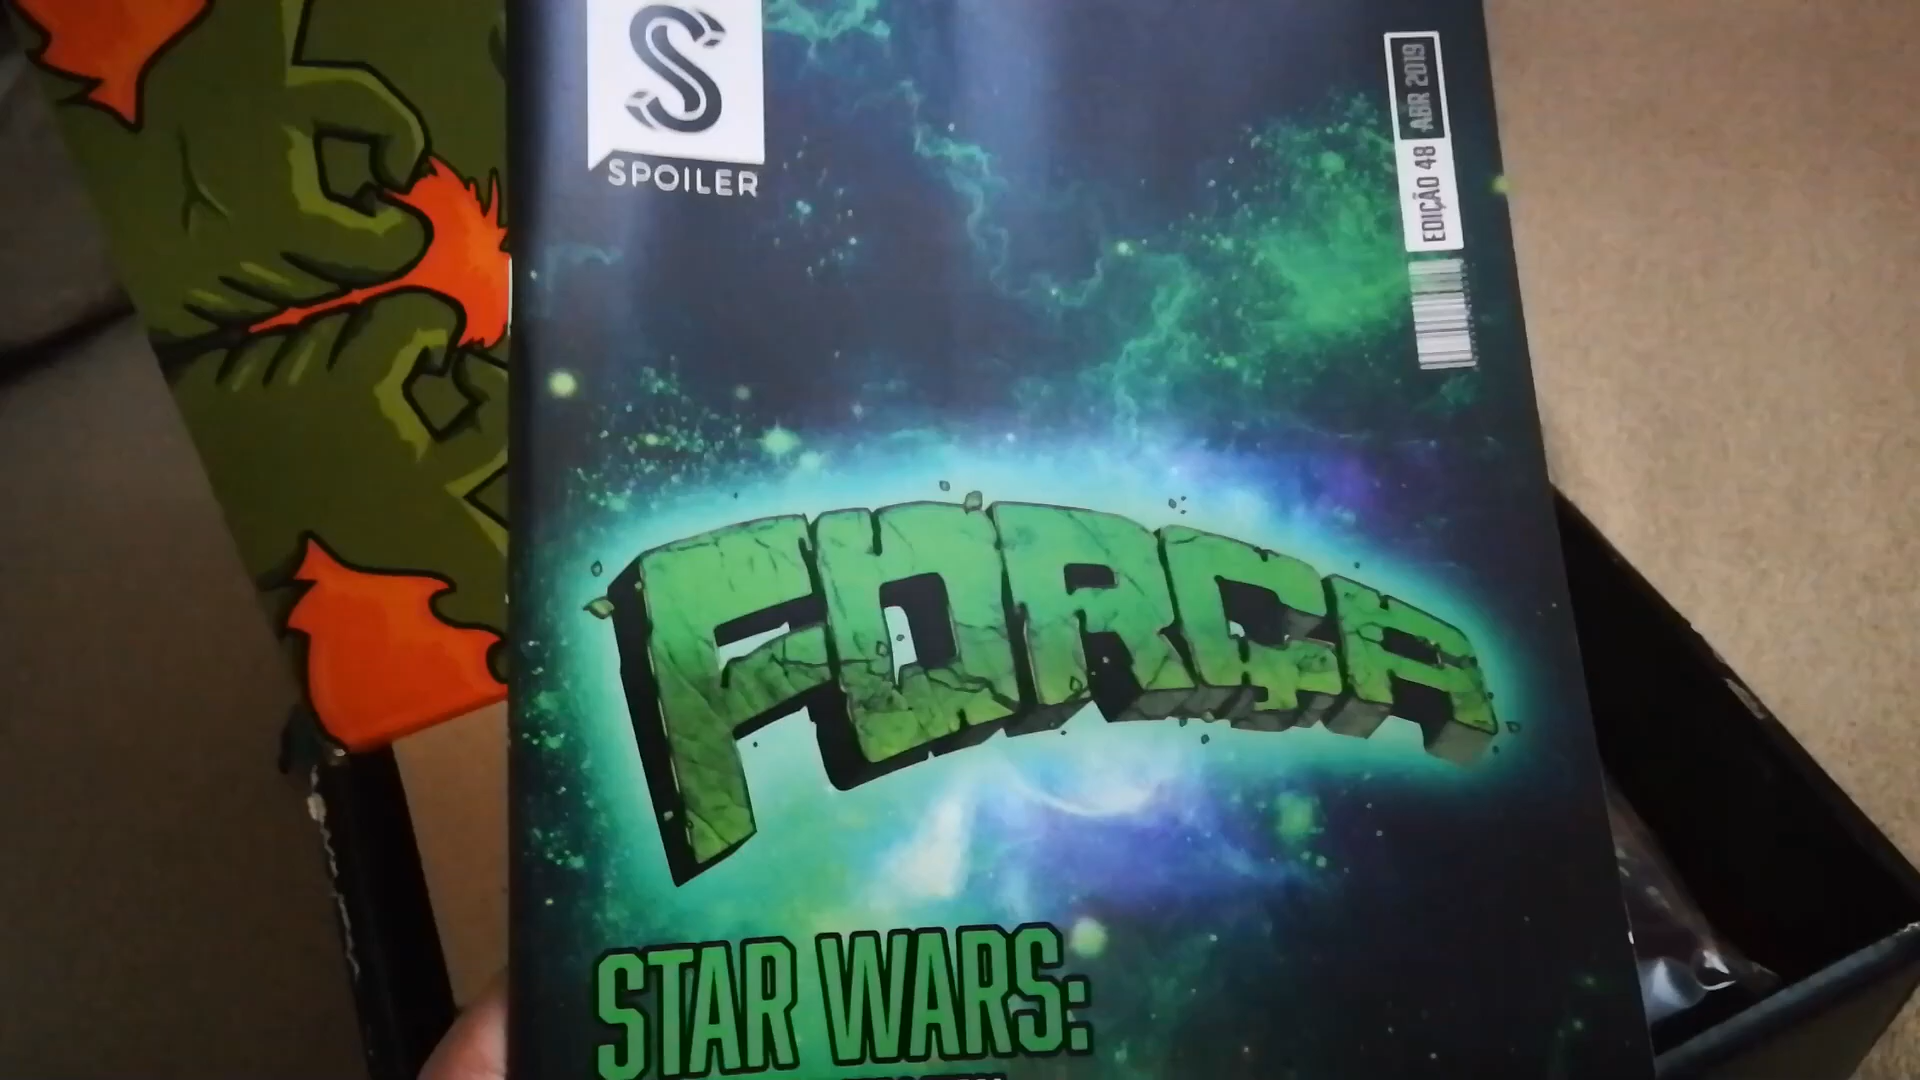 S
SPOILER
EDIÇÃO 48 ABR 2019
FORÇA
STAR WARS: